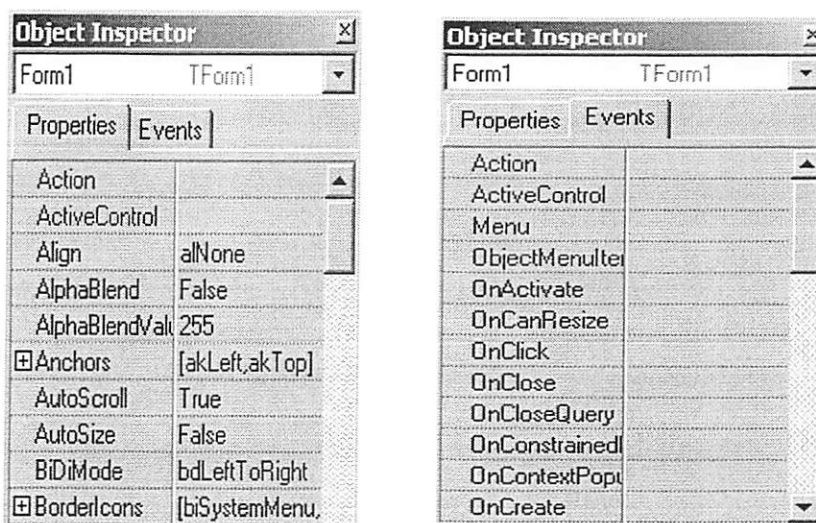 Object Inspector
Form1 TForm1
Properties Events
Action
ActiveControl
Align alNone
AlphaBlend False
AlphaBlendValu 255
Anchors [akLeft,akTop]
AutoScroll True
AutoSize False
BiDiMode bdLeftToRight
BorderIcons [biSystemMenu,
Object Inspector
Form1 TForm1
Properties Events
Action
ActiveControl
Menu
ObjectMenuIter
OnActivate
OnCanResize
OnClick
OnClose
OnCloseQuery
OnConstrainedI
OnContextPopu
OnCreate